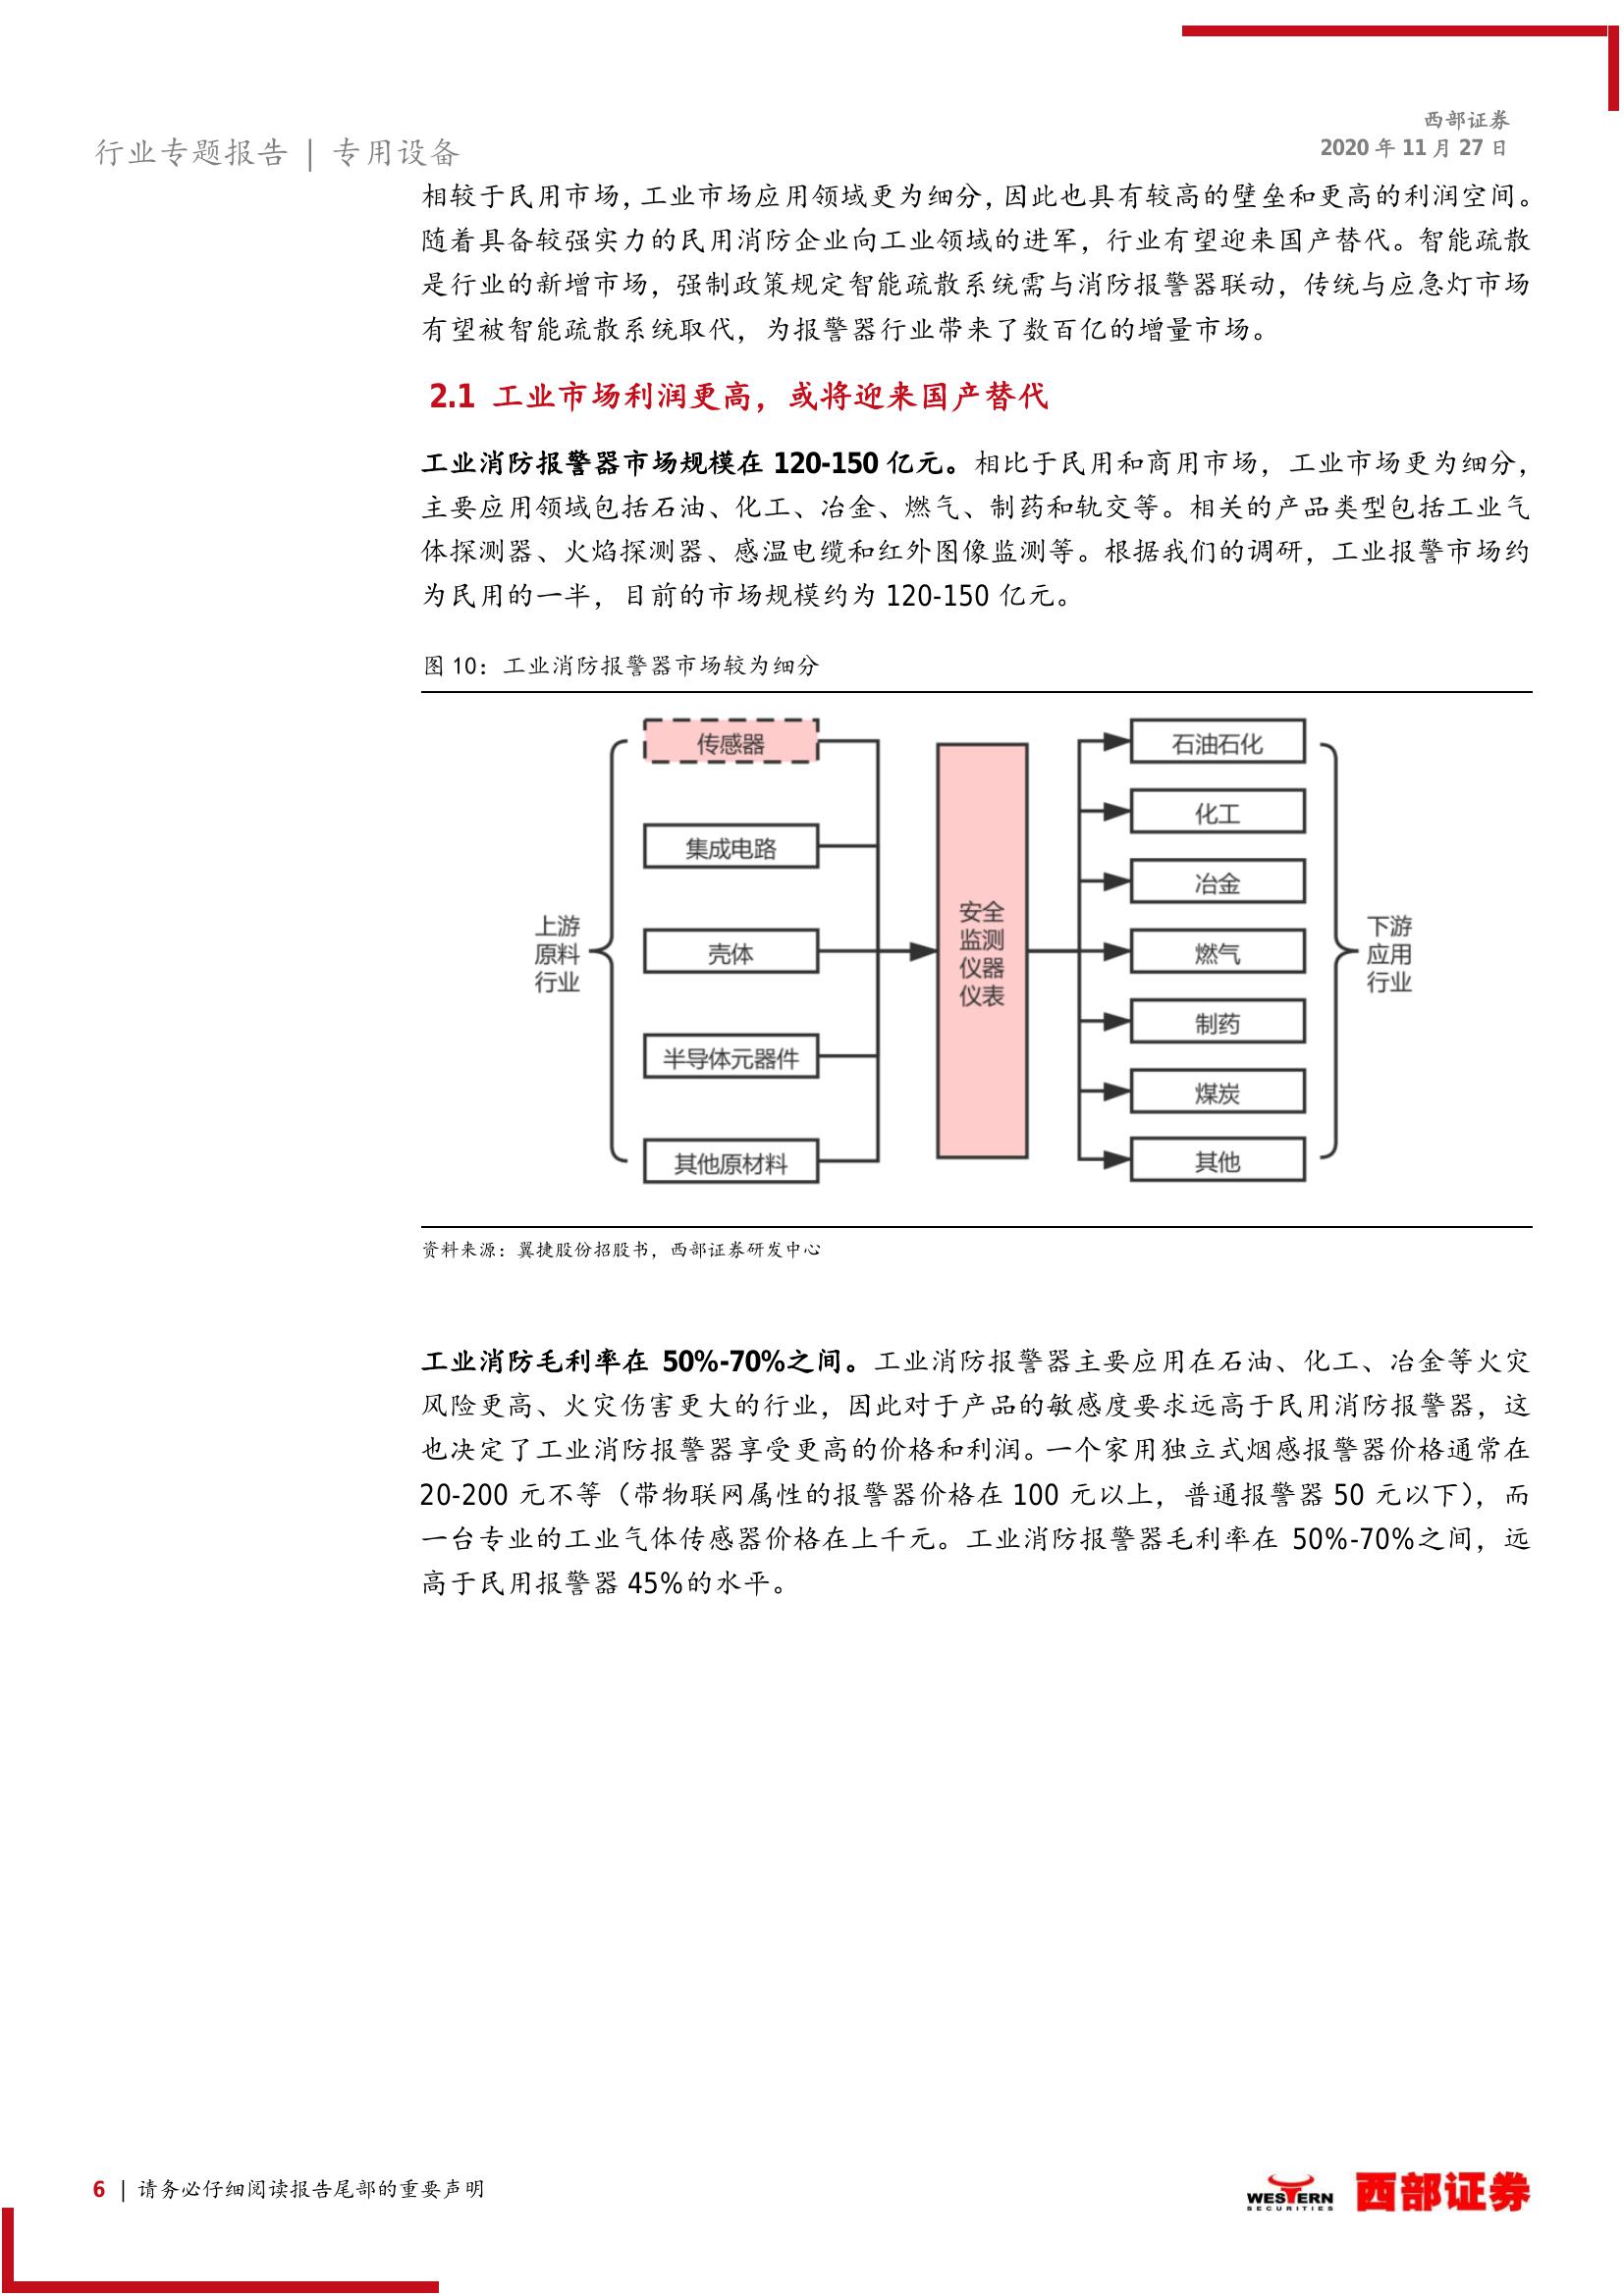 西部证券
2020 年 11 月 27 日
行业专题报告 | 专用设备
相较于民用市场，工业市场应用领域更为细分，因此也具有较高的壁垒和更高的利润空间。
随着具备较强实力的民用消防企业向工业领域的进军，行业有望迎来国产替代。智能疏散
是行业的新增市场，强制政策规定智能疏散系统需与消防报警器联动，传统与应急灯市场
有望被智能疏散系统取代，为报警器行业带来了数百亿的增量市场。
2.1 工业市场利润更高，或将迎来国产替代
工业消防报警器市场规模在 120-150 亿元。相比于民用和商用市场，工业市场更为细分，
主要应用领域包括石油、化工、冶金、燃气、制药和轨交等。相关的产品类型包括工业气
体探测器、火焰探测器、感温电缆和红外图像监测等。根据我们的调研，工业报警市场约
为民用的一半，目前的市场规模约为 120-150 亿元。
图 10：工业消防报警器市场较为细分
上游
原料
行业
传感器
集成电路
壳体
半导体元器件
其他原材料
安全
监测
仪器
仪表
石油石化
化工
冶金
燃气
制药
煤炭
其他
下游
应用
行业
资料来源：翼捷股份招股书，西部证券研发中心
工业消防毛利率在 50%-70%之间。工业消防报警器主要应用在石油、化工、冶金等火灾
风险更高、火灾伤害更大的行业，因此对于产品的敏感度要求远高于民用消防报警器，这
也决定了工业消防报警器享受更高的价格和利润。一个家用独立式烟感报警器价格通常在
20-200 元不等（带物联网属性的报警器价格在 100 元以上，普通报警器 50 元以下），而
一台专业的工业气体传感器价格在上千元。工业消防报警器毛利率在 50%-70%之间，远
高于民用报警器 45%的水平。
6 | 请务必仔细阅读报告尾部的重要声明
WESTERN
SECURITIES
西部证券